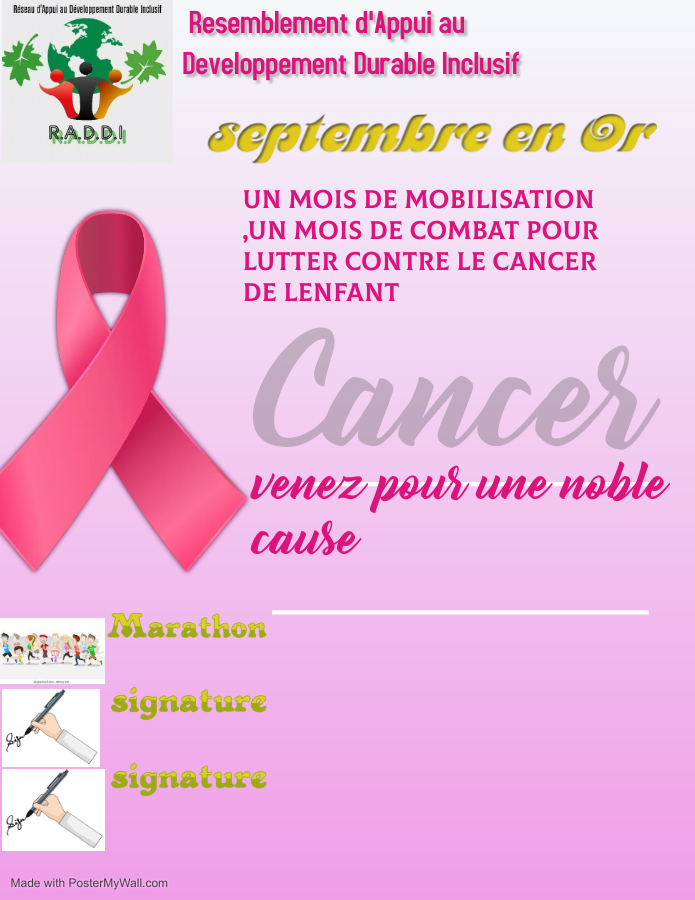 Réseau d'Appui au Développement Durable Inclusif
R.A.D.D.I
Resemblement d'Appui au
Developpement Durable Inclusif
septembre en Or
UN MOIS DE MOBILISATION
,UN MOIS DE COMBAT POUR
LUTTER CONTRE LE CANCER
DE LENFANT
Cancer
venez pour une noble
cause
Marathon
signature
Sign
signature
Sign
Made with PosterMyWall.com